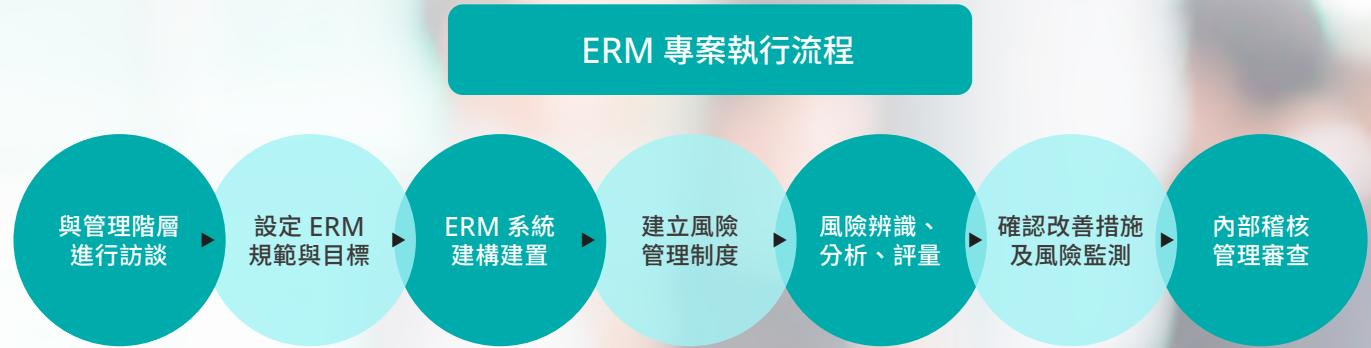 ERM 專案執行流程
與管理階層
進行訪談
設定 ERM
規範與目標
ERM 系統
建構建置
建立風險
管理制度
風險辨識、
分析、評量
確認改善措施
及風險監測
內部稽核
管理審查